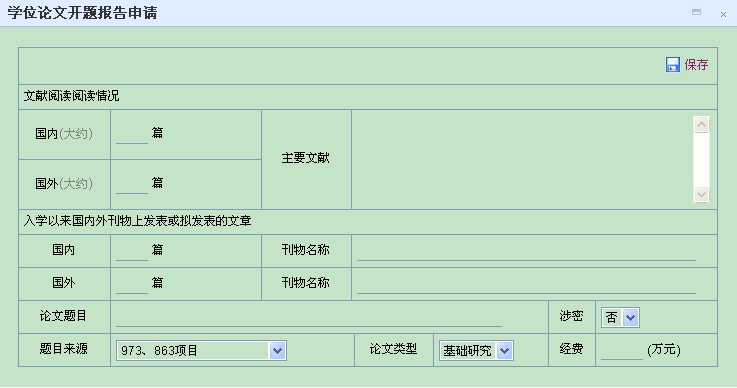 学位论文开题报告申请
保存
文献阅读阅读情况
国内(大约) 篇
主要文献
国外(大约) 篇
入学以来国内外刊物上发表或拟发表的文章
国内 篇 刊物名称
国外 篇 刊物名称
论文题目 涉密 否
题目来源 973、863项目 论文类型 基础研究 经费 (万元)